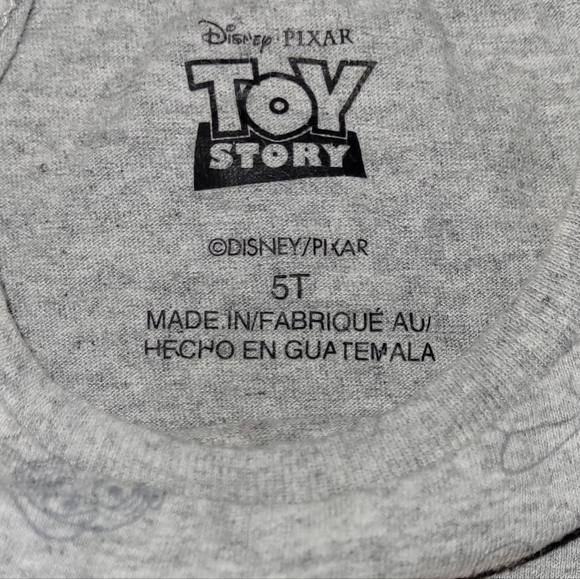 DISNEY · PIXAR
TOY
STORY
©DISNEY/PIXAR
5T
MADE IN/FABRIQUÉ AU/
HECHO EN GUATEMALA